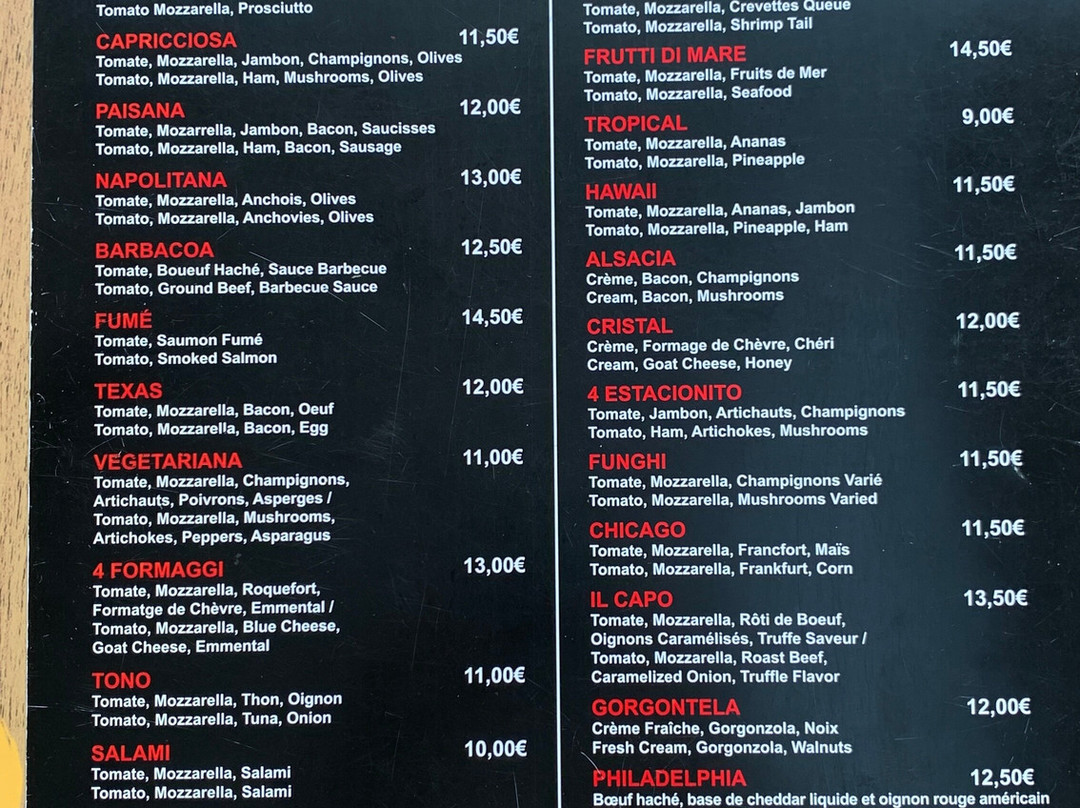 Tomato Mozzarella, Prosciutto
CAPRICCIOSA 11,50€
Tomate, Mozzarella, Jambon, Champignons, Olives
Tomato, Mozzarella, Ham, Mushrooms, Olives
PAISANA 12,00€
Tomate, Mozarrella, Jambon, Bacon, Saucisses
Tomato, Mozzarella, Ham, Bacon, Sausage
NAPOLITANA 13,00€
Tomate, Mozzarella, Anchois, Olives
Tomato, Mozzarella, Anchovies, Olives
BARBACOA 12,50€
Tomate, Boueuf Haché, Sauce Barbecue
Tomato, Ground Beef, Barbecue Sauce
FUMÉ 14,50€
Tomate, Saumon Fumé
Tomato, Smoked Salmon
TEXAS 12,00€
Tomate, Mozzarella, Bacon, Oeuf
Tomato, Mozzarella, Bacon, Egg
VEGETARIANA 11,00€
Tomate, Mozzarella, Champignons,
Artichauts, Poivrons, Asperges /
Tomato, Mozzarella, Mushrooms,
Artichokes, Peppers, Asparagus
4 FORMAGGI 13,00€
Tomate, Mozzarella, Roquefort,
Formatge de Chèvre, Emmental /
Tomato, Mozzarella, Blue Cheese,
Goat Cheese, Emmental
TONO 11,00€
Tomate, Mozzarella, Thon, Oignon
Tomato, Mozzarella, Tuna, Onion
SALAMI 10,00€
Tomate, Mozzarella, Salami
Tomato, Mozzarella, Salami
Tomate, Mozzarella, Crevettes Queue
Tomato, Mozzarella, Shrimp Tail
FRUTTI DI MARE 14,50€
Tomate, Mozzarella, Fruits de Mer
Tomato, Mozzarella, Seafood
TROPICAL 9,00€
Tomate, Mozzarella, Ananas
Tomato, Mozzarella, Pineapple
HAWAII 11,50€
Tomate, Mozzarella, Ananas, Jambon
Tomato, Mozzarella, Pineapple, Ham
ALSACIA 11,50€
Crème, Bacon, Champignons
Cream, Bacon, Mushrooms
CRISTAL 12,00€
Crème, Formage de Chèvre, Chéri
Cream, Goat Cheese, Honey
4 ESTACIONITO 11,50€
Tomate, Jambon, Artichauts, Champignons
Tomato, Ham, Artichokes, Mushrooms
FUNGHI 11,50€
Tomate, Mozzarella, Champignons Varié
Tomato, Mozzarella, Mushrooms Varied
CHICAGO 11,50€
Tomate, Mozzarella, Francfort, Maïs
Tomato, Mozzarella, Frankfurt, Corn
IL CAPO 13,50€
Tomate, Mozzarella, Rôti de Boeuf,
Oignons Caramélisés, Truffe Saveur /
Tomato, Mozzarella, Roast Beef,
Caramelized Onion, Truffle Flavor
GORGONTELA 12,00€
Crème Fraîche, Gorgonzola, Noix
Fresh Cream, Gorgonzola, Walnuts
PHILADELPHIA 12,50€
Bœuf haché, base de cheddar liquide et oignon rouge américain